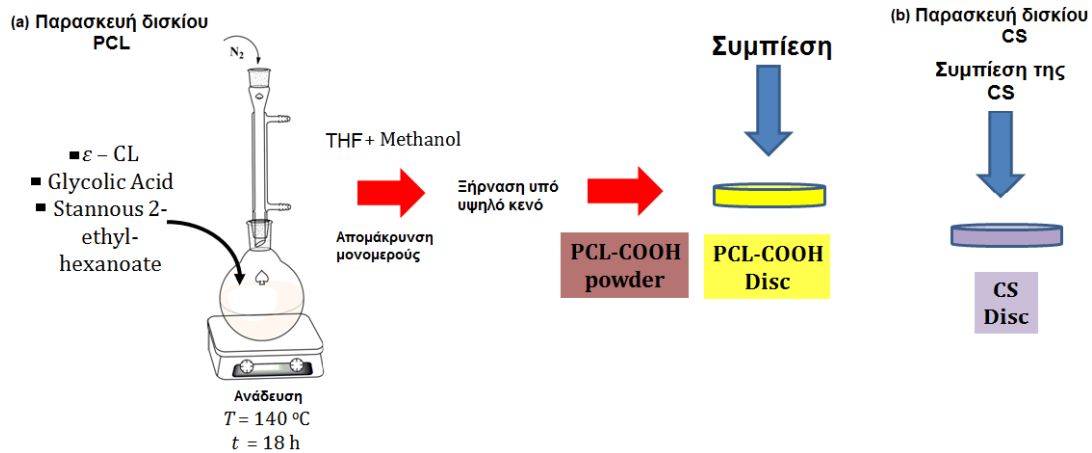 (a) Παρασκευή δισκίου
PCL
N₂
▪ε – CL
▪ Glycolic Acid
▪ Stannous 2-
ethyl-
hexanoate
Ανάδευση
T = 140 ºC
t = 18 h
THF + Methanol
Απομάκρυνση
μονομερούς
Ξήρναση υπό
υψηλό κενό
PCL-COOH
powder
Συμπίεση
PCL-COOH
Disc
(b) Παρασκευή δισκίου
CS
Συμπίεση της
CS
CS
Disc